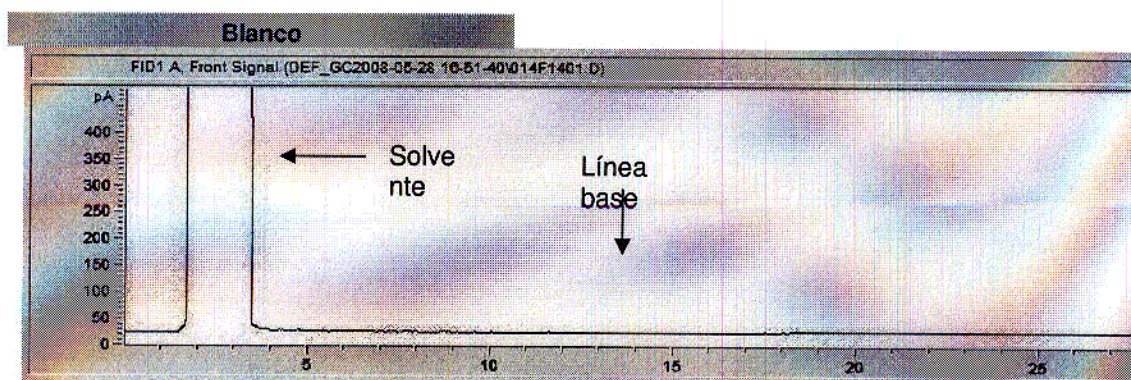 Blanco
FID1 A, Front Signal (DEF_GC2008-05-28 16-51-40\014F1401.D)
pA
400
350
300
250
200
150
100
50
0
Solve
nte
Línea
base
5
10
15
20
25